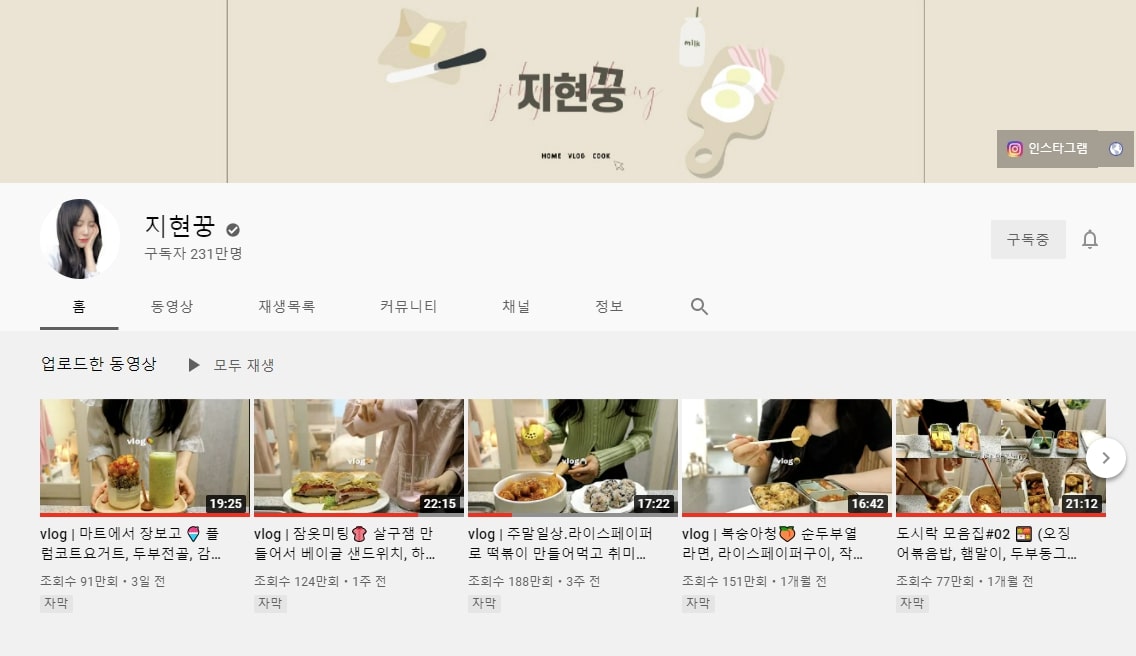 milk
지현꿍
HOME VLOG COOK
인스타그램
지현꿍
구독자 231만명
구독중
홈 동영상 재생목록 커뮤니티 채널 정보
업로드한 동영상 모두 재생
vlog
vlog
vlog
vlog
19:25
22:15
17:22
16:42
21:12
vlog | 마트에서 장보고🍧 플
럼코트요거트, 두부전골, 감...
조회수 91만회 • 3일 전
자막
vlog | 잠옷미팅👚 살구잼 만
들어서 베이글 샌드위치, 하...
조회수 124만회 • 1주 전
자막
vlog | 주말일상.라이스페이퍼
로 떡볶이 만들어먹고 취미...
조회수 188만회 • 3주 전
자막
vlog | 복숭아청🍑 순두부열
라면, 라이스페이퍼구이, 작...
조회수 151만회 • 1개월 전
자막
도시락 모음집#02 🍱 (오징
어볶음밥, 햄말이, 두부동그...
조회수 77만회 • 1개월 전
자막